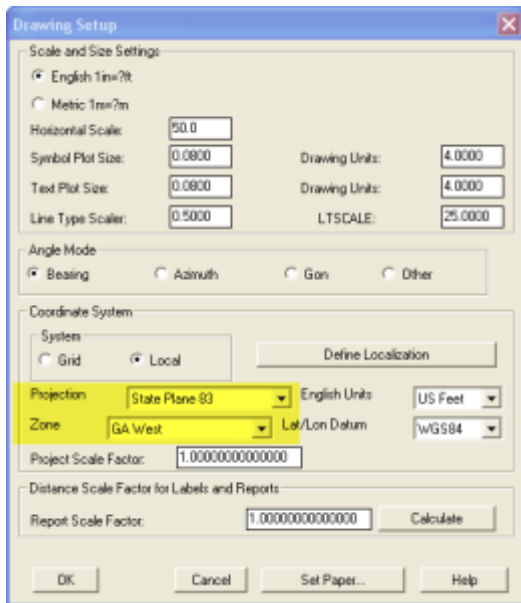 Drawing Setup
Scale and Size Settings
English 1in=?ft
Metric 1m=?m
Horizontal Scale: 50.0
Symbol Plot Size: 0.0800 Drawing Units: 4.0000
Text Plot Size: 0.0800 Drawing Units: 4.0000
Line Type Scaler: 0.5000 LTSCALE: 25.0000
Angle Mode
Bearing Azimuth Gon Other
Coordinate System
System
Grid Local Define Localization
Projection State Plane 83 English Units US Feet
Zone GA West Lat/Lon Datum WGS84
Project Scale Factor: 1.00000000000000
Distance Scale Factor for Labels and Reports
Report Scale Factor: 1.00000000000000 Calculate
OK Cancel Set Paper... Help